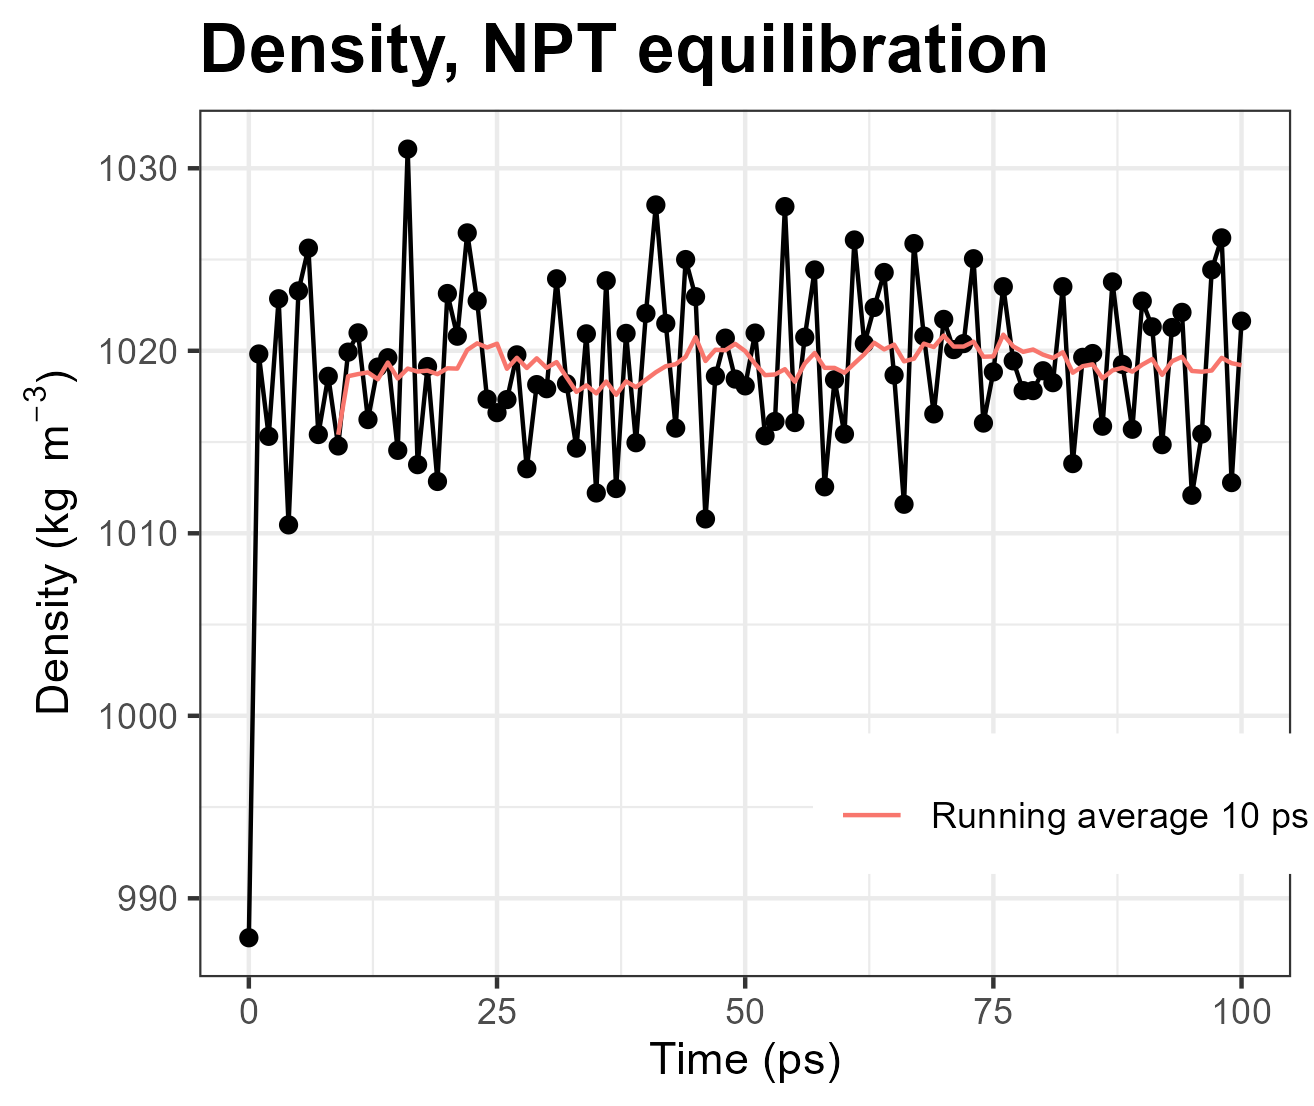 Density, NPT equilibration
Density (kg m⁻³)
1030
1020
1010
1000
990
Running average 10 ps
0 25 50 75 100
Time (ps)